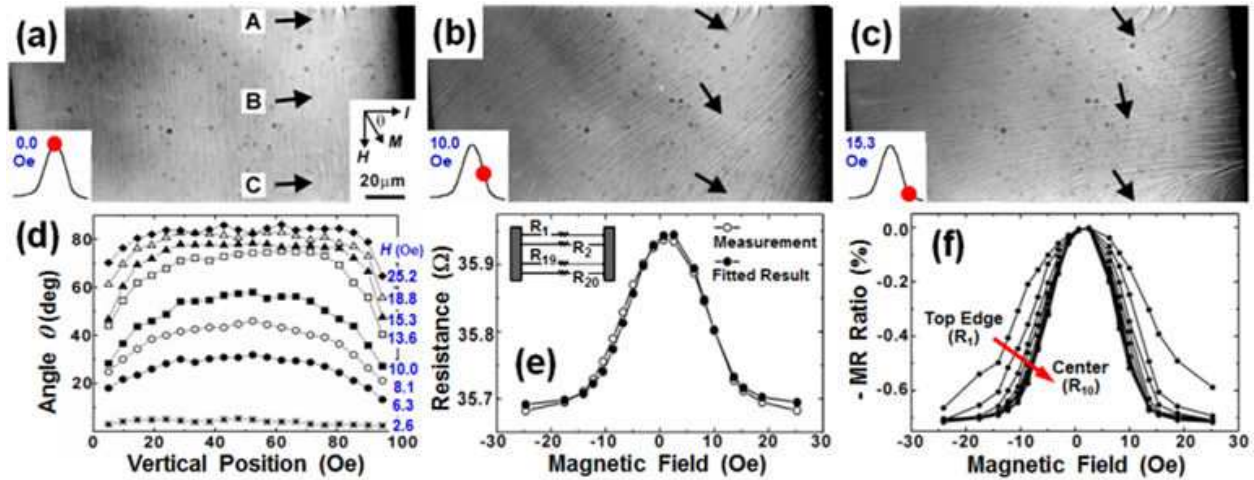 (a)
A
B
C
0.0
Oe
θ
I
M
H
20μm
(b)
10.0
Oe
(c)
15.3
Oe
(d)
80
60
40
20
0 20 40 60 80 100
Angle θ (deg)
Vertical Position (Oe)
H (Oe)
25.2
18.8
15.3
13.6
10.0
8.1
6.3
2.6
(e)
R1
R2
R19
R20
Measurement
Fitted Result
35.9
35.8
35.7
-30 -20 -10 0 10 20 30
Resistance (Ω)
Magnetic Field (Oe)
(f)
0.0
-0.2
-0.4
-0.6
-30 -20 -10 0 10 20 30
- MR Ratio (%)
Top Edge
(R1)
Center
(R10)
Magnetic Field (Oe)